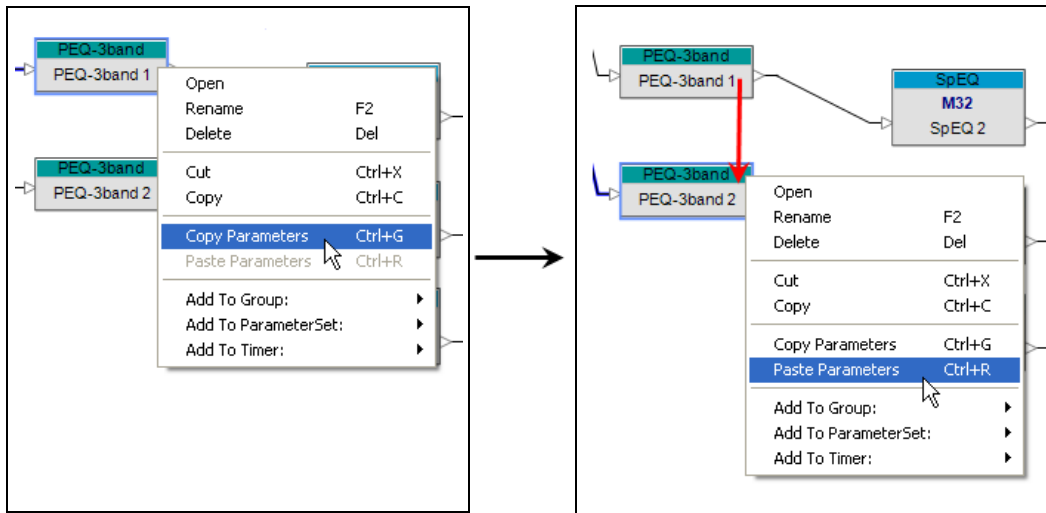 PEQ-3band
PEQ-3band 1
PEQ-3band
PEQ-3band 2
Open
Rename F2
Delete Del
Cut Ctrl+X
Copy Ctrl+C
Copy Parameters Ctrl+G
Paste Parameters Ctrl+R
Add To Group:
Add To ParameterSet:
Add To Timer:
PEQ-3band
PEQ-3band 1
SpEQ
M32
SpEQ 2
PEQ-3band
PEQ-3band 2
Open
Rename F2
Delete Del
Cut Ctrl+X
Copy Ctrl+C
Copy Parameters Ctrl+G
Paste Parameters Ctrl+R
Add To Group:
Add To ParameterSet:
Add To Timer: